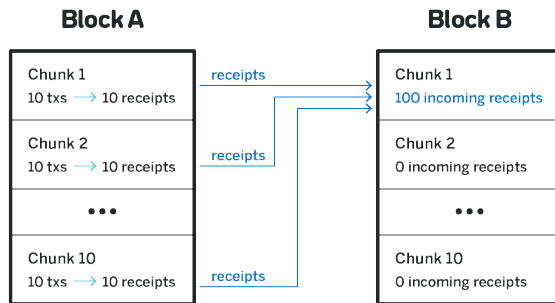 Block A
Chunk 1
10 txs → 10 receipts
Chunk 2
10 txs → 10 receipts
•••
Chunk 10
10 txs → 10 receipts
receipts
receipts
receipts
Block B
Chunk 1
100 incoming receipts
Chunk 2
0 incoming receipts
•••
Chunk 10
0 incoming receipts